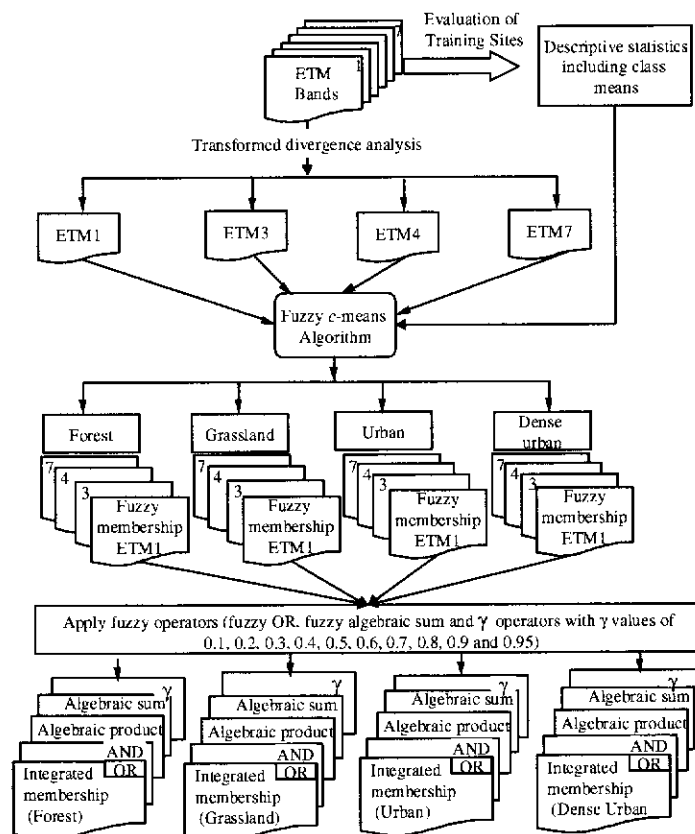 Evaluation of
Training Sites
7
1
ETM
Bands
Descriptive statistics
including class
means
Transformed divergence analysis
ETM1
ETM3
ETM4
ETM7
Fuzzy c-means
Algorithm
Forest
Grassland
Urban
Dense
urban
7
4
3
Fuzzy
membership
ETM1
7
4
3
Fuzzy
membership
ETM1
7
4
3
Fuzzy
membership
ETM1
7
4
3
Fuzzy
membership
ETM1
Apply fuzzy operators (fuzzy OR, fuzzy algebraic sum and γ operators with γ values of
0.1, 0.2, 0.3, 0.4, 0.5, 0.6, 0.7, 0.8, 0.9 and 0.95)
γ
Algebraic sum
Algebraic product
AND
OR
Integrated
membership
(Forest)
γ
Algebraic sum
Algebraic product
AND
OR
Integrated
membership
(Grassland)
γ
Algebraic sum
Algebraic product
AND
OR
Integrated
membership
(Urban)
γ
Algebraic sum
Algebraic product
AND
OR
Integrated
membership
(Dense Urban